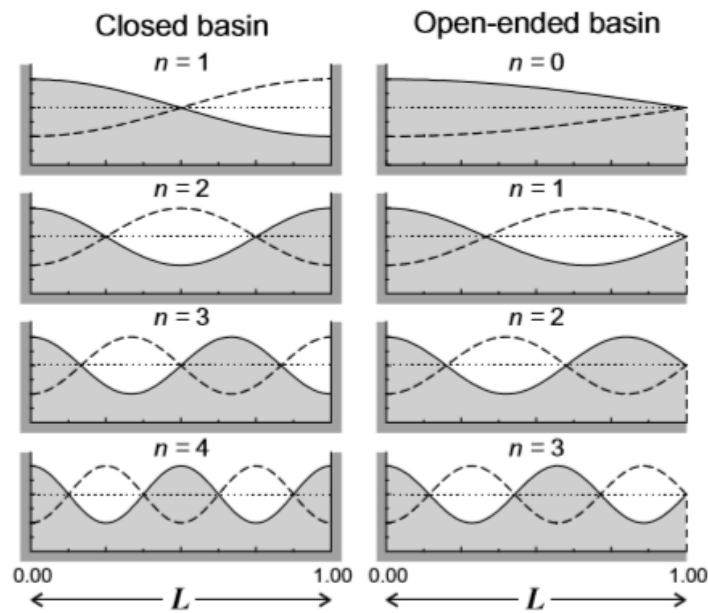 Closed basin
Open-ended basin
n = 1
n = 0
n = 2
n = 1
n = 3
n = 2
n = 4
n = 3
0.00
1.00
0.00
1.00
L
L